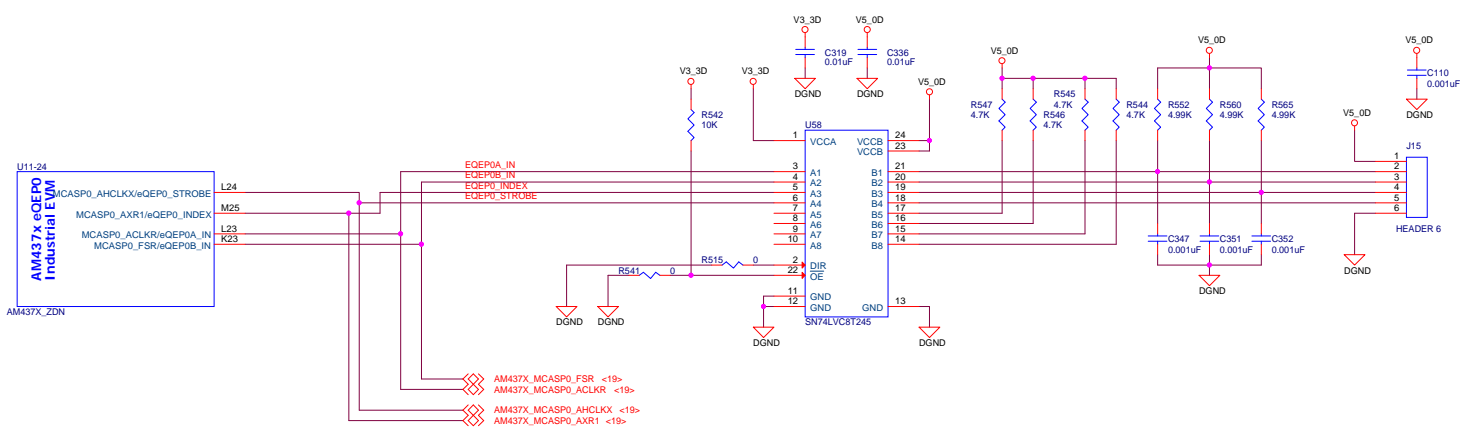 V3_3D
V5_0D
C319
0.01uF
C336
0.01uF
DGND
DGND
V3_3D
V3_3D
V5_0D
V5_0D
V5_0D
V5_0D
C110
0.001uF
DGND
R542
10K
R547
4.7K
R546
4.7K
R545
4.7K
R544
4.7K
R552
4.99K
R560
4.99K
R565
4.99K
V5_0D
U58
1 VCCA
VCCB 24
VCCB 23
3 A1 B1 21
4 A2 B2 20
5 A3 B3 19
6 A4 B4 18
7 A5 B5 17
8 A6 B6 16
9 A7 B7 15
10 A8 B8 14
2 DIR
22 OE
11 GND
12 GND
GND 13
SN74LVC8T245
EQEP0A_IN
EQEP0B_IN
EQEP0_INDEX
EQEP0_STROBE
U11-24
AM437x eQEP0
Industrial EVM
MCASP0_AHCLKX/eQEP0_STROBE L24
MCASP0_AXR1/eQEP0_INDEX M25
MCASP0_ACLKR/eQEP0A_IN L23
MCASP0_FSR/eQEP0B_IN K23
AM437X_ZDN
R515 0
R541 0
DGND
DGND
DGND
DGND
C347
0.001uF
C351
0.001uF
C352
0.001uF
DGND
J15
1
2
3
4
5
6
HEADER 6
DGND
AM437X_MCASP0_FSR <19>
AM437X_MCASP0_ACLKR <19>
AM437X_MCASP0_AHCLKX <19>
AM437X_MCASP0_AXR1 <19>